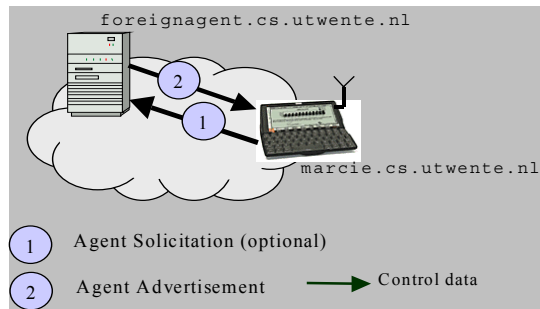 foreignagent.cs.utwente.nl
2
1
marcie.cs.utwente.nl
1 Agent Solicitation (optional)
2 Agent Advertisement
Control data